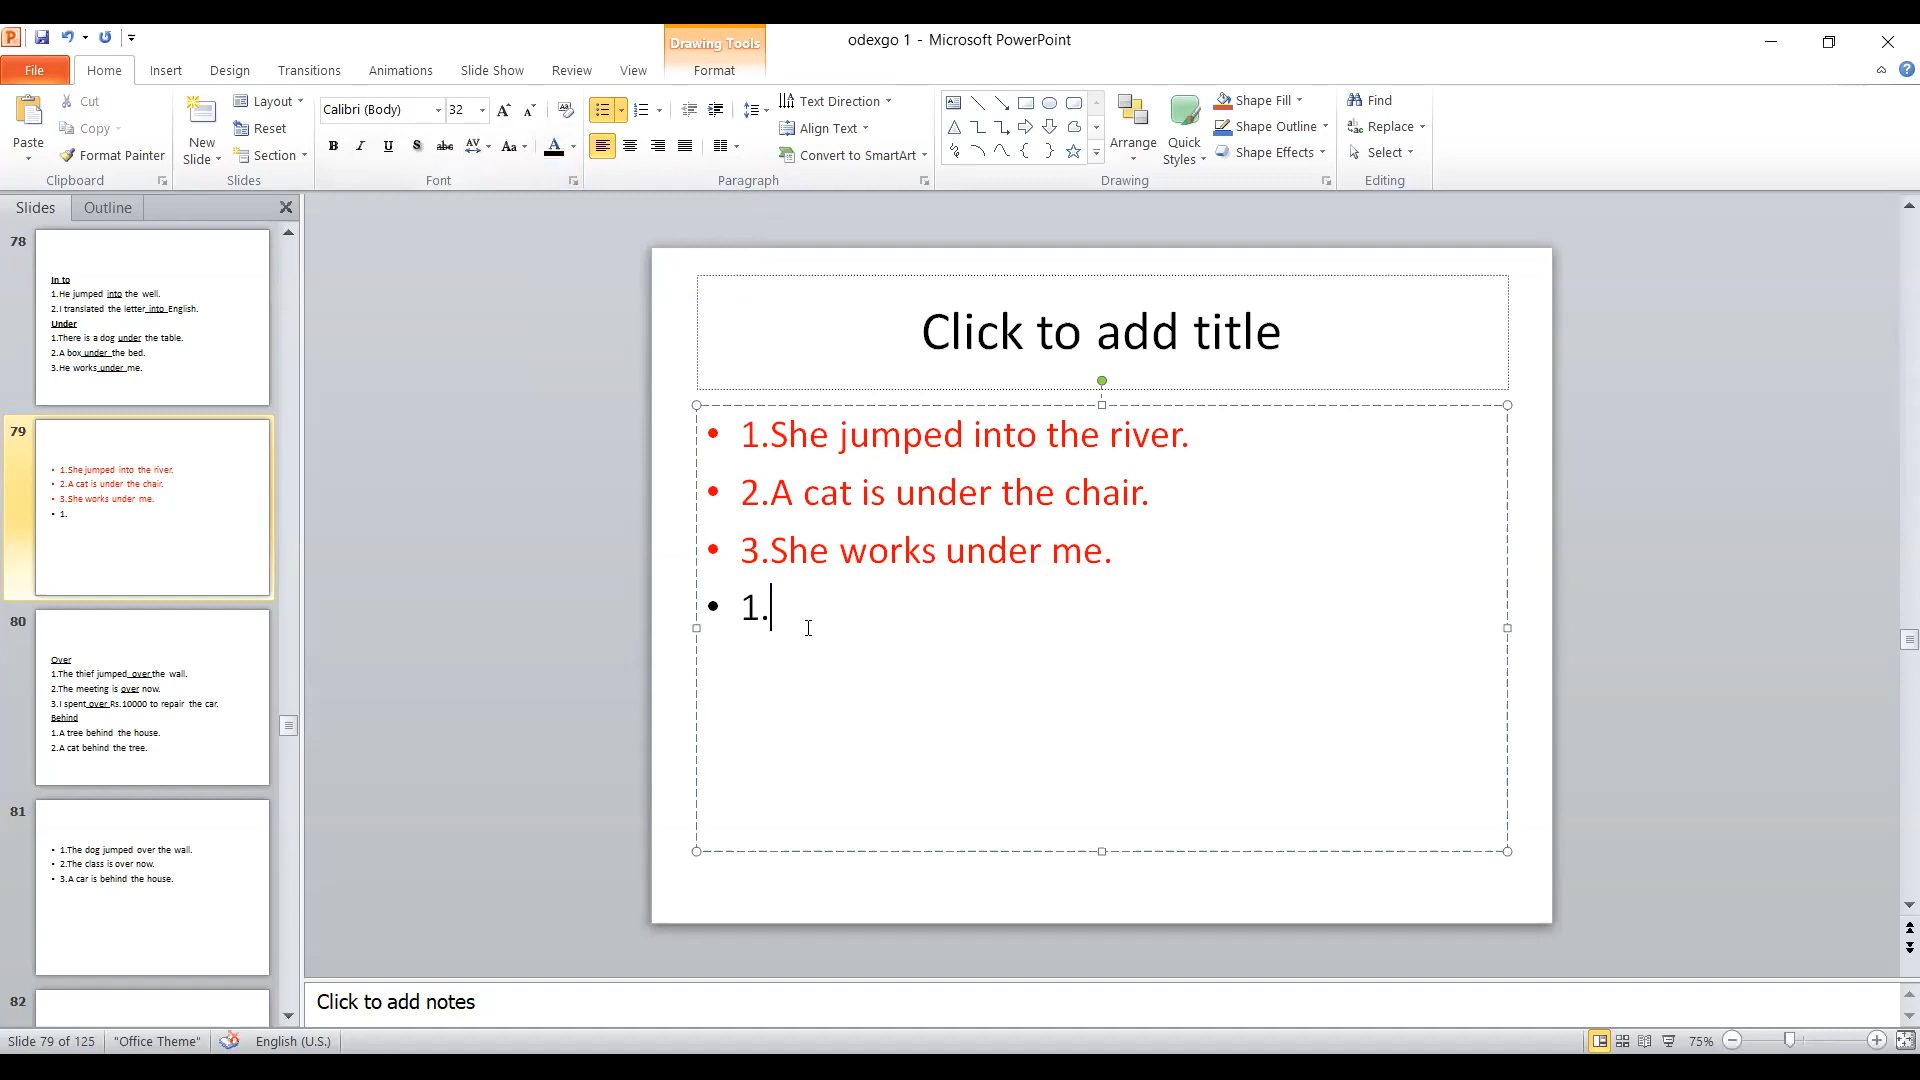 Drawing Tools
odexgo 1 - Microsoft PowerPoint
File Home Insert Design Transitions Animations Slide Show Review View Format
Paste
Cut
Copy
Format Painter
Clipboard
New Slide
Layout
Reset
Section
Slides
Calibri (Body) 32
Font
Text Direction
Align Text
Convert to SmartArt
Paragraph
Arrange
Quick Styles
Shape Fill
Shape Outline
Shape Effects
Drawing
Find
Replace
Select
Editing
Slides Outline
78
In to
1.He jumped into the well.
2.I translated the letter into English.
Under
1.There is a dog under the table.
2.A box under the bed.
3.He works under me.
79
• 1.She jumped into the river.
• 2.A cat is under the chair.
• 3.She works under me.
• 1.
80
Over
1.The thief jumped over the wall.
2.The meeting is over now.
3.I spent over Rs.10000 to repair the car.
Behind
1.A tree behind the house.
2.A cat behind the tree.
81
• 1.The dog jumped over the wall.
• 2.The class is over now.
• 3.A car is behind the house.
82
Click to add title
• 1.She jumped into the river.
• 2.A cat is under the chair.
• 3.She works under me.
• 1.
Click to add notes
Slide 79 of 125 "Office Theme" English (U.S.) 75%